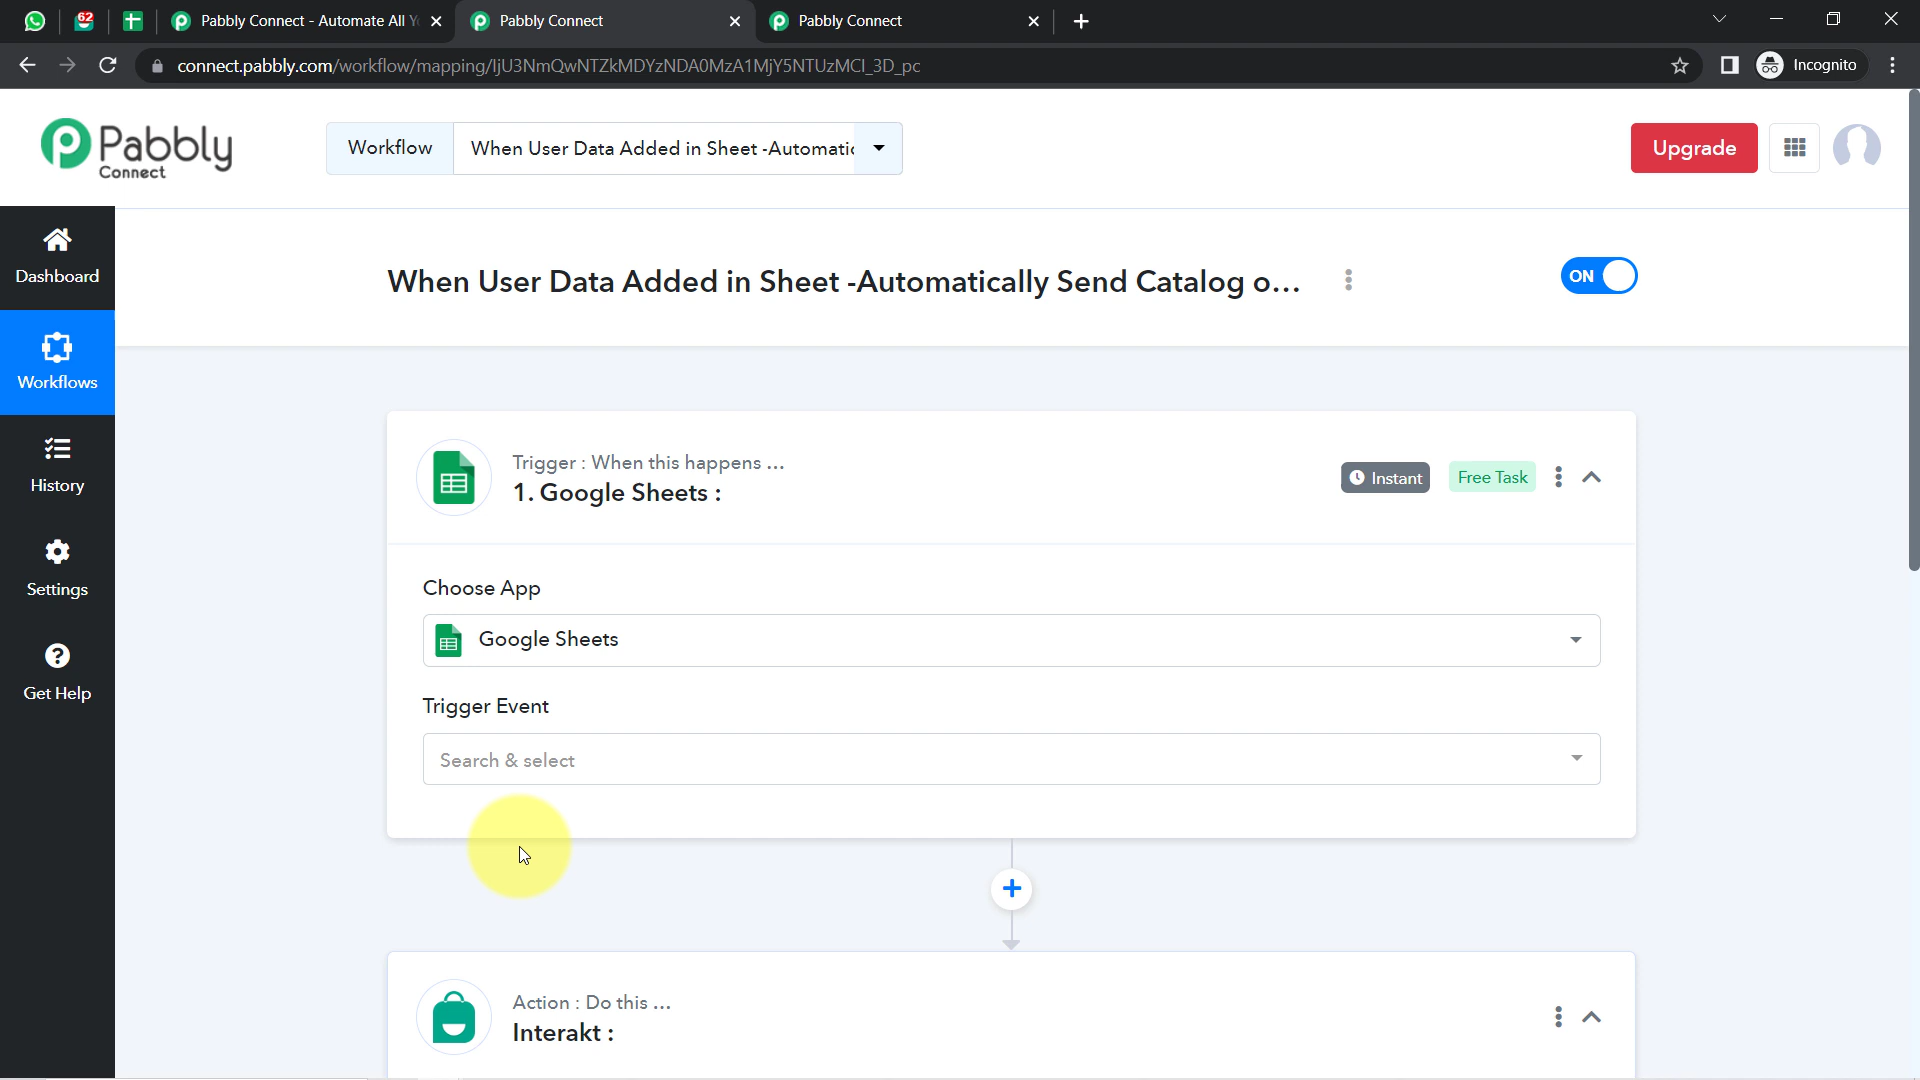 62
Pabbly Connect - Automate All
Pabbly Connect
Pabbly Connect
connect.pabbly.com/workflow/mapping/IjU3NmQwNTZkMDYzNDA0MzA1MjY5NTUzMCI_3D_pc
Incognito
Pabbly
Connect
Workflow
When User Data Added in Sheet -Automatic
Upgrade
Dashboard
When User Data Added in Sheet -Automatically Send Catalog o...
ON
Workflows
History
Settings
Get Help
Trigger : When this happens ...
1. Google Sheets :
Instant
Free Task
Choose App
Google Sheets
Trigger Event
Search & select
Action : Do this ...
Interakt :